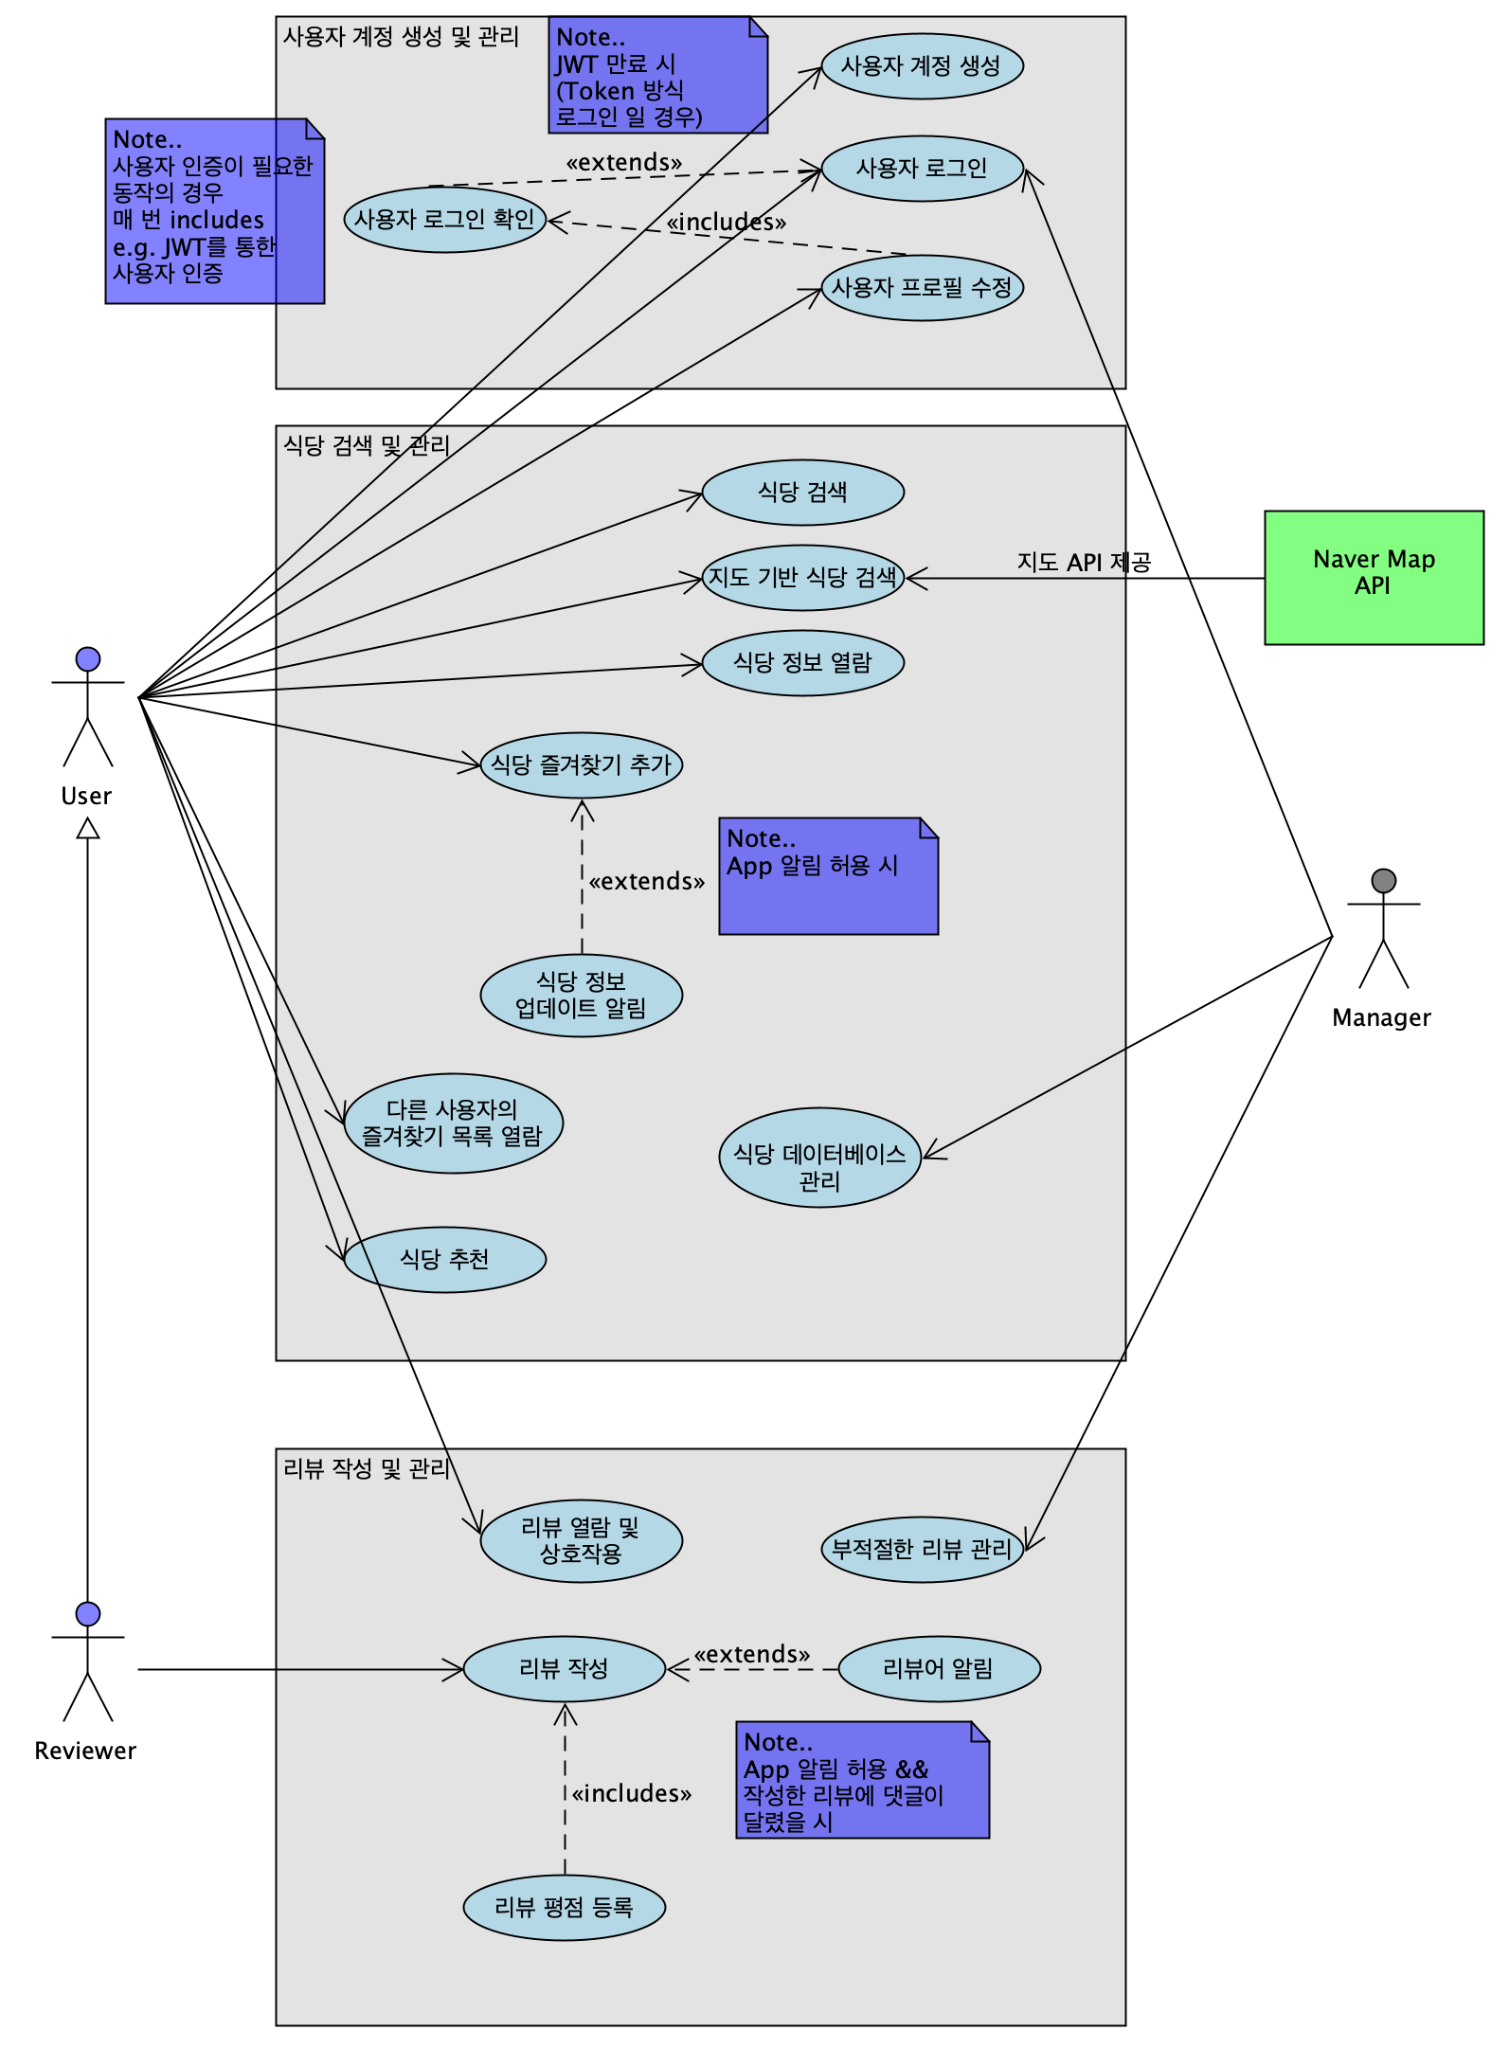 사용자 계정 생성 및 관리
Note..
JWT 만료 시
(Token 방식
로그인 일 경우)
사용자 계정 생성
Note..
사용자 인증이 필요한
동작의 경우
매 번 includes
e.g. JWT를 통한
사용자 인증
«extends»
사용자 로그인
사용자 로그인 확인
«includes»
사용자 프로필 수정
식당 검색 및 관리
식당 검색
지도 기반 식당 검색
지도 API 제공
Naver Map
API
식당 정보 열람
User
식당 즐겨찾기 추가
Note..
App 알림 허용 시
«extends»
식당 정보
업데이트 알림
Manager
다른 사용자의
즐겨찾기 목록 열람
식당 데이터베이스
관리
식당 추천
리뷰 작성 및 관리
리뷰 열람 및
상호작용
부적절한 리뷰 관리
Reviewer
리뷰 작성
«extends»
리뷰어 알림
Note..
App 알림 허용 &&
작성한 리뷰에 댓글이
달렸을 시
«includes»
리뷰 평점 등록